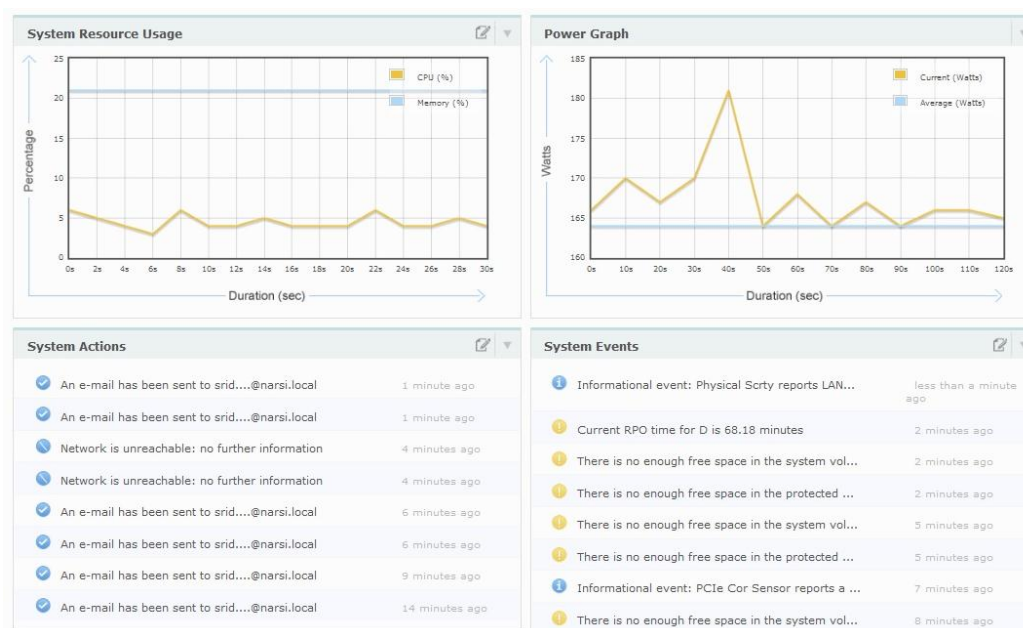 System Resource Usage
25
20
15
10
5
0
Percentage
CPU (%)
Memory (%)
0s 2s 4s 6s 8s 10s 12s 14s 16s 18s 20s 22s 24s 26s 28s 30s
Duration (sec)
Power Graph
185
180
175
170
165
160
Watts
Current (Watts)
Average (Watts)
0s 10s 20s 30s 40s 50s 60s 70s 80s 90s 100s 110s 120s
Duration (sec)
System Actions
An e-mail has been sent to srid....@narsi.local 1 minute ago
An e-mail has been sent to srid....@narsi.local 1 minute ago
Network is unreachable: no further information 4 minutes ago
Network is unreachable: no further information 4 minutes ago
An e-mail has been sent to srid....@narsi.local 6 minutes ago
An e-mail has been sent to srid....@narsi.local 6 minutes ago
An e-mail has been sent to srid....@narsi.local 9 minutes ago
An e-mail has been sent to srid....@narsi.local 14 minutes ago
System Events
Informational event: Physical Scrty reports LAN... less than a minute
ago
Current RPO time for D is 68.18 minutes 2 minutes ago
There is no enough free space in the system vol... 2 minutes ago
There is no enough free space in the protected ... 2 minutes ago
There is no enough free space in the system vol... 5 minutes ago
There is no enough free space in the protected ... 5 minutes ago
Informational event: PCIe Cor Sensor reports a ... 7 minutes ago
There is no enough free space in the system vol... 8 minutes ago